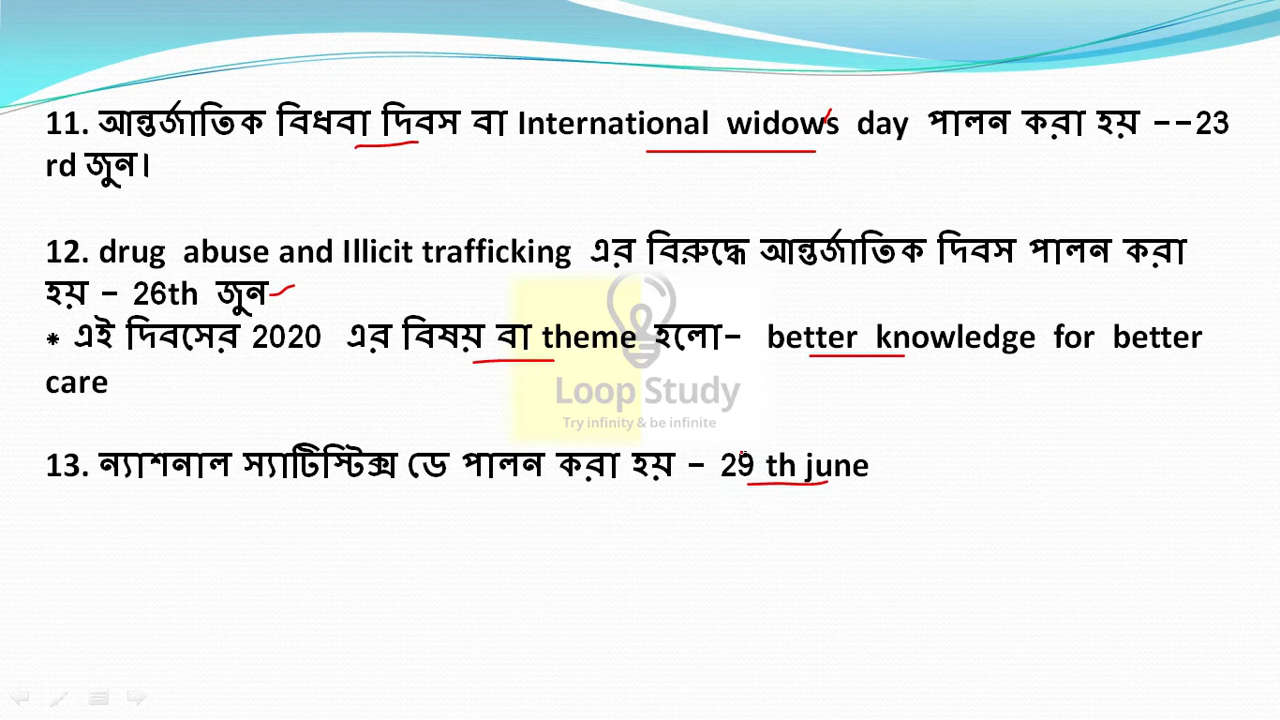 11. আন্তর্জাতিক বিধবা দিবস বা International widows day পালন করা হয় --23
rd জুন।
12. drug abuse and Illicit trafficking এর বিরুদ্ধে আন্তর্জাতিক দিবস পালন করা
হয় - 26th জুন
* এই দিবসের 2020 এর বিষয় বা theme হলো- better knowledge for better
care
Loop Study
Try infinity & be infinite
13. ন্যাশনাল স্যাটিস্টিক্স ডে পালন করা হয় - 29 th june